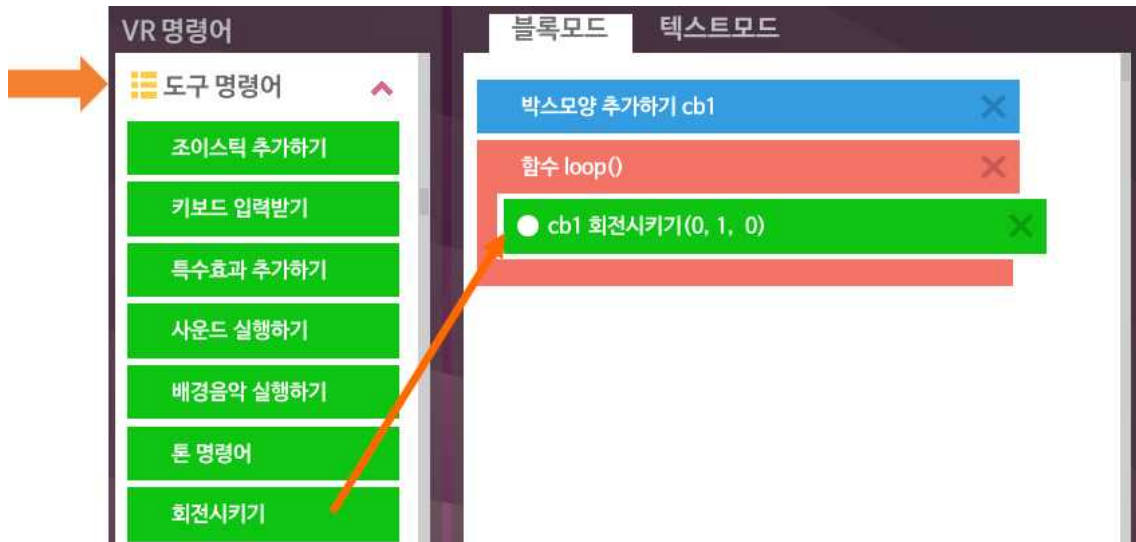 VR 명령어
도구 명령어
조이스틱 추가하기
키보드 입력받기
특수효과 추가하기
사운드 실행하기
배경음악 실행하기
톤 명령어
회전시키기
블록모드 텍스트모드
박스모양 추가하기 cb1
함수 loop()
cb1 회전시키기(0, 1, 0)